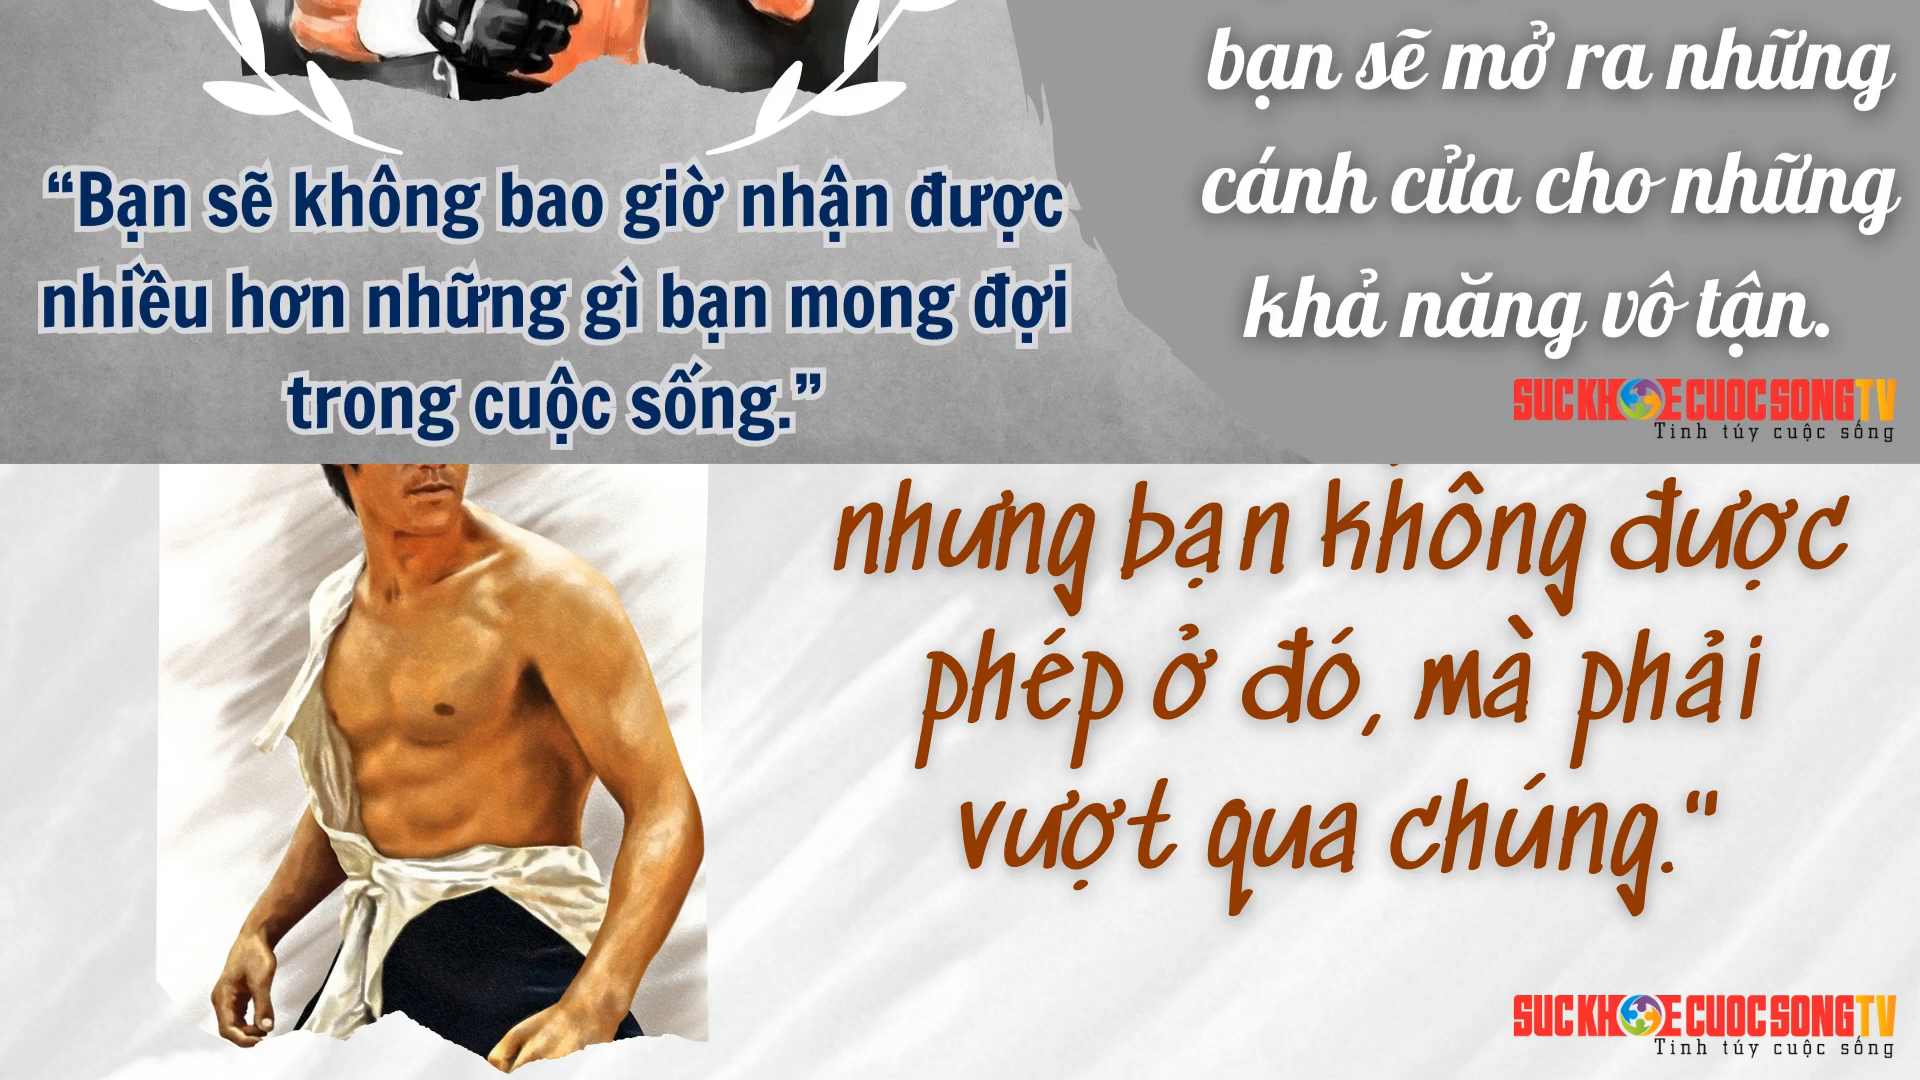 “Bạn sẽ không bao giờ nhận được
nhiều hơn những gì bạn mong đợi
trong cuộc sống.”
bạn sẽ mở ra những
cánh cửa cho những
khả năng vô tận.
SUCKHOECUOCSONGTV
Tinh túy cuộc sống
nhưng bạn không được
phép ở đó, mà phải
vượt qua chúng."
SUCKHOECUOCSONGTV
Tinh túy cuộc sống